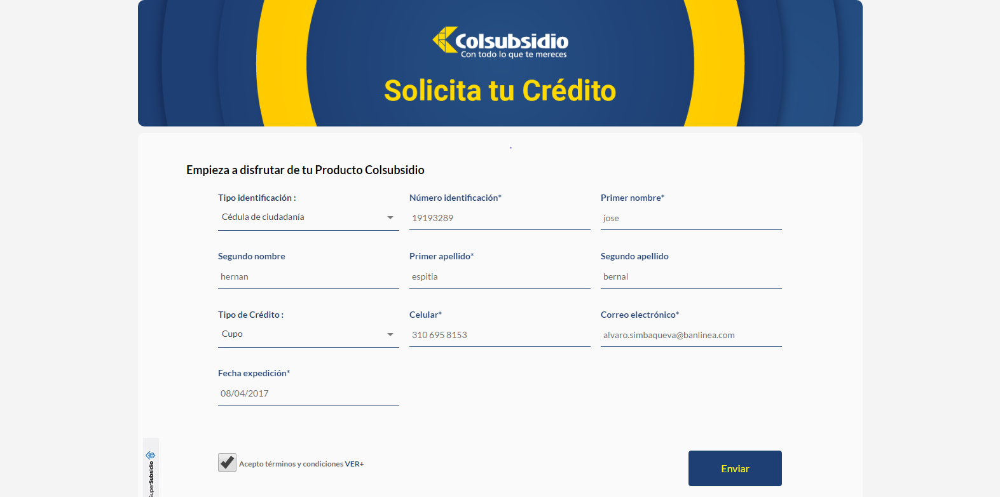 Colsubsidio
Con todo lo que te mereces
Solicita tu Crédito
Empieza a disfrutar de tu Producto Colsubsidio
Tipo identificación :
Cédula de ciudadanía
Número identificación*
19193289
Primer nombre*
jose
Segundo nombre
hernan
Primer apellido*
espitia
Segundo apellido
bernal
Tipo de Crédito :
Cupo
Celular*
310 695 8153
Correo electrónico*
alvaro.simbaqueva@banlinea.com
Fecha expedición*
08/04/2017
SuperSubsidio
Acepto términos y condiciones VER+
Enviar